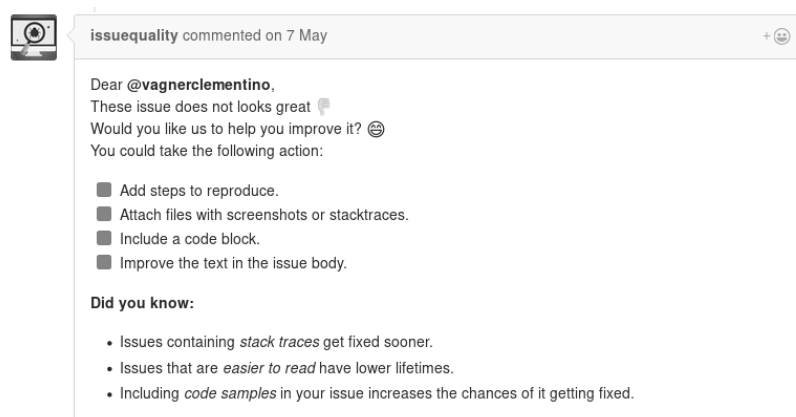 issuequality commented on 7 May
Dear @vagnerclementino,
These issue does not looks great 👎
Would you like us to help you improve it? 😄
You could take the following action:
Add steps to reproduce.
Attach files with screenshots or stacktraces.
Include a code block.
Improve the text in the issue body.
Did you know:
• Issues containing stack traces get fixed sooner.
• Issues that are easier to read have lower lifetimes.
• Including code samples in your issue increases the chances of it getting fixed.